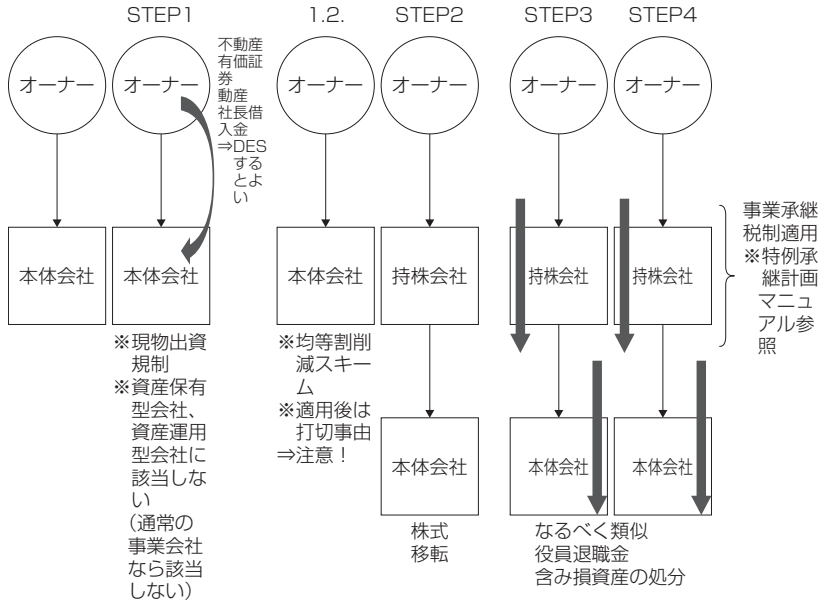 STEP1
1.2.
STEP2
STEP3
STEP4
オーナー
オーナー
不動産
有価証
券
動産
社長借
入金
⇒DES
する
とよ
い
オーナー
オーナー
オーナー
オーナー
本体会社
本体会社
本体会社
持株会社
持株会社
持株会社
事業承継
税制適用
※特例承
継計画
マニュ
アル参
照
※現物出資
規制
※資産保有
型会社、
資産運用
型会社に
該当しな
い
(通常の
事業会社
なら該当
しない)
※均等割削
減スキー
ム
※適用後は
打切事由
⇒注意！
本体会社
本体会社
本体会社
株式
移転
なるべく類似
役員退職金
含み損資産の処分